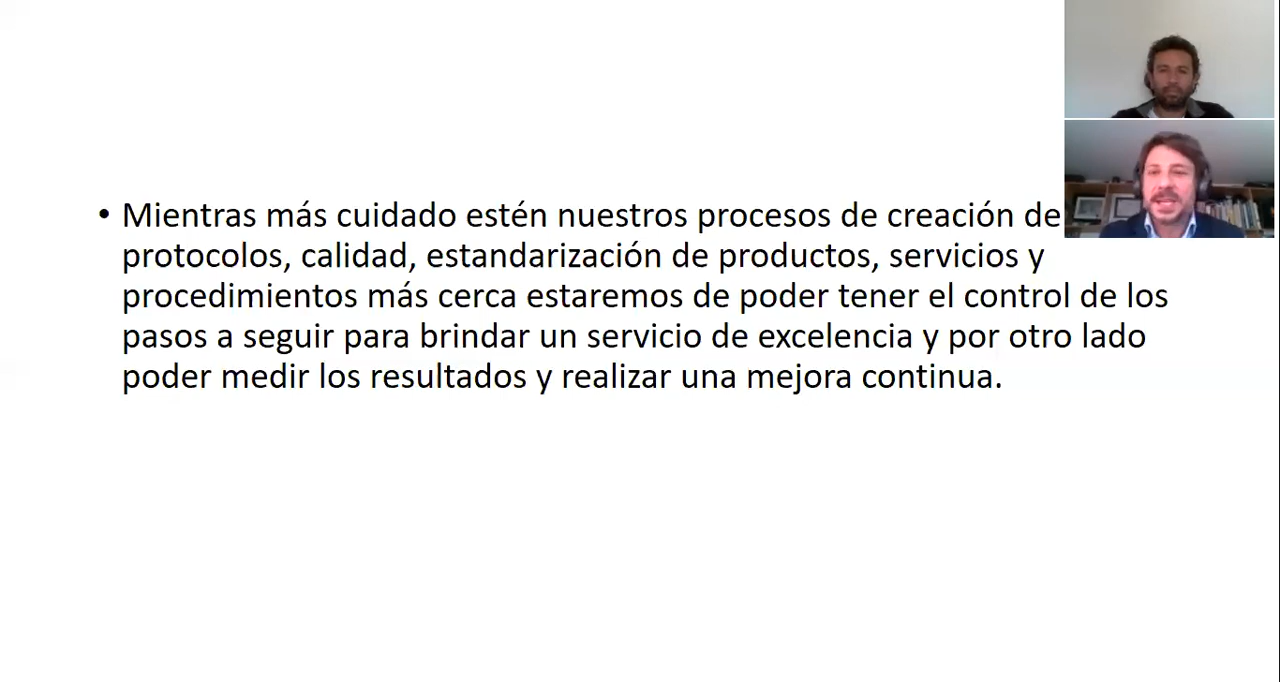 • Mientras más cuidado estén nuestros procesos de creación de
protocolos, calidad, estandarización de productos, servicios y
procedimientos más cerca estaremos de poder tener el control de los
pasos a seguir para brindar un servicio de excelencia y por otro lado
poder medir los resultados y realizar una mejora continua.